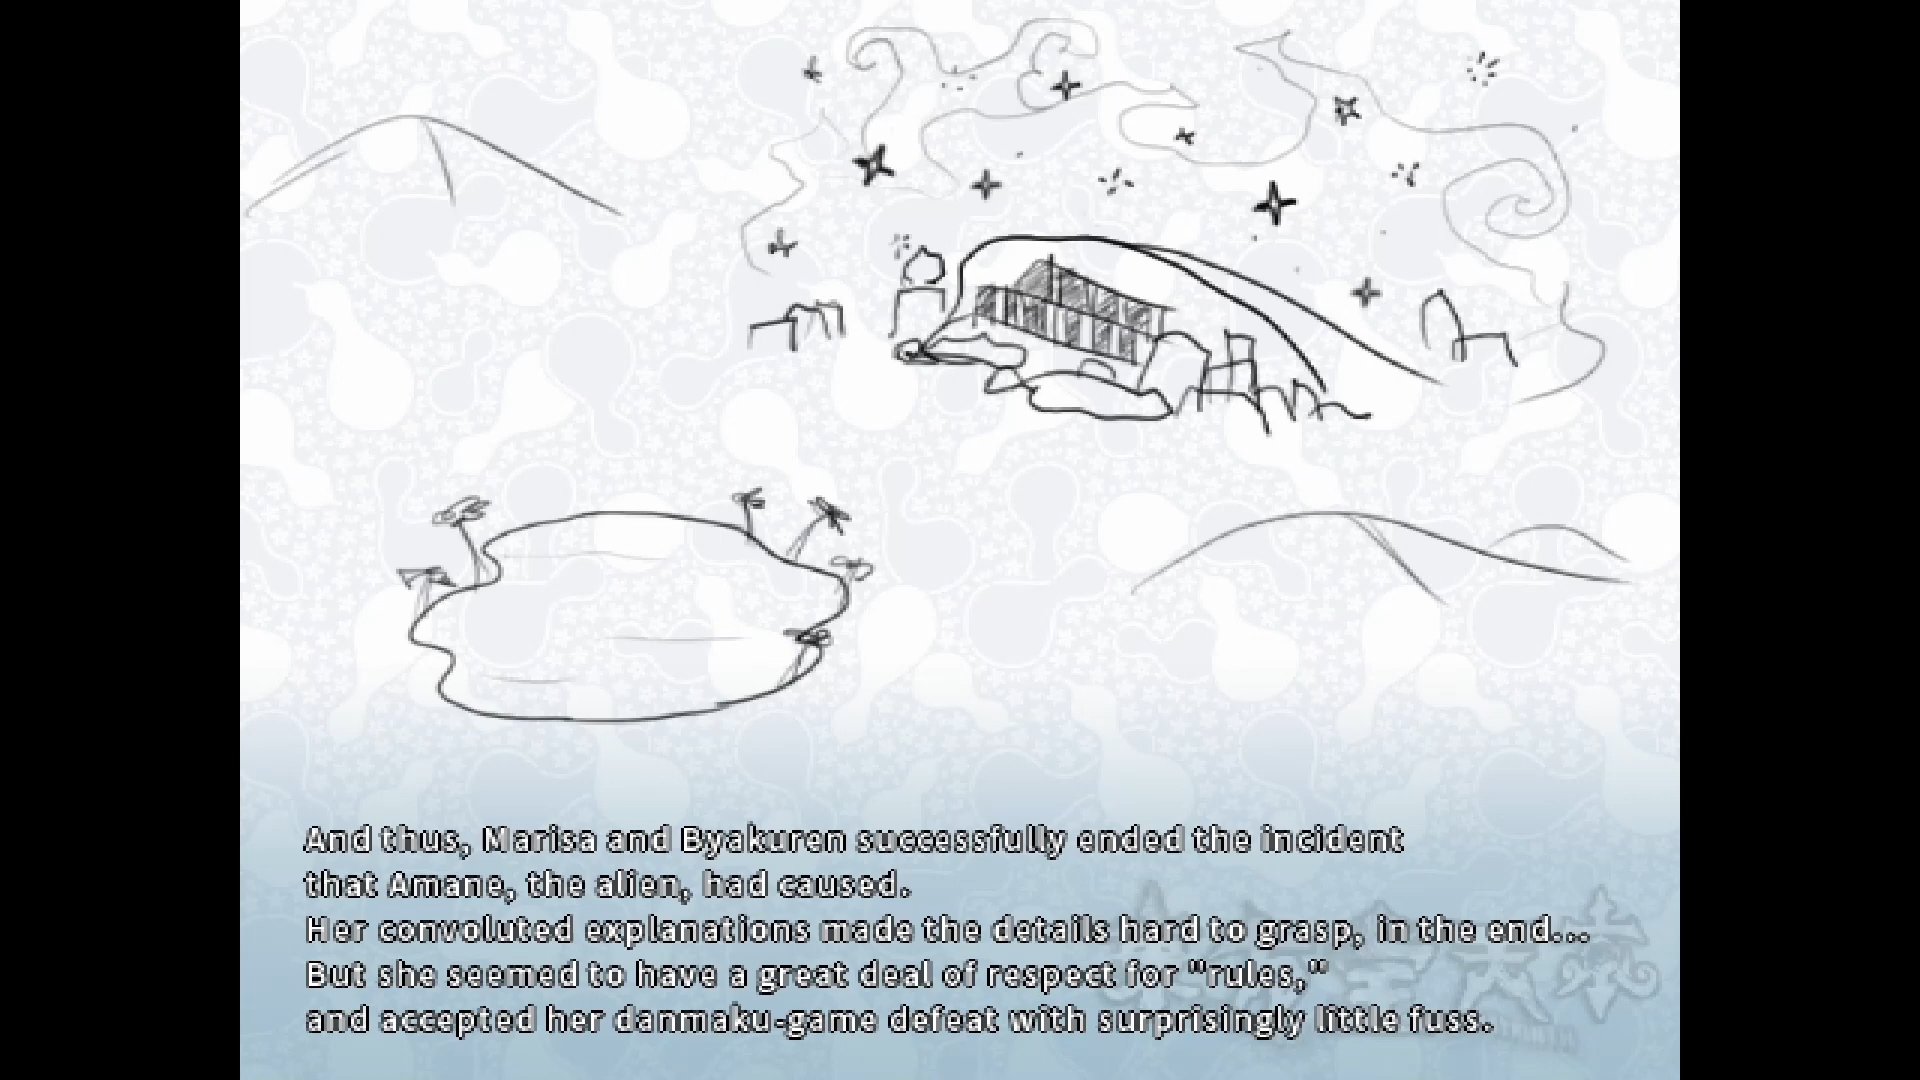 And thus, Marisa and Byakuren successfully ended the incident
that Amane, the alien, had caused.
Her convoluted explanations made the details hard to grasp, in the end...
But she seemed to have a great deal of respect for "rules,"
and accepted her danmaku-game defeat with surprisingly little fuss.